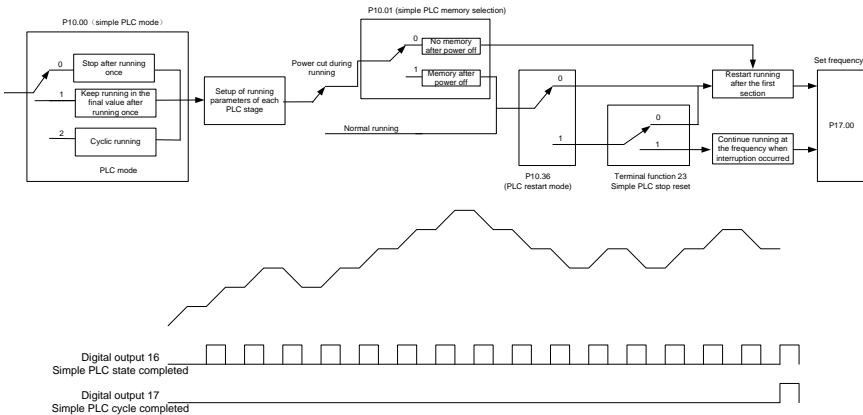 P10.00（simple PLC mode）
0
Stop after running
once
1
Keep running in the
final value after
running once
2
Cyclic running
PLC mode
Setup of running
parameters of each
PLC stage
Power cut during
running
Normal running
P10.01 (simple PLC memory selection)
0
No memory
after power off
1
Memory after
power off
0
1
P10.36
(PLC restart mode)
0
1
Terminal function 23
Simple PLC stop reset
Restart running
after the first
section
Continue running at
the frequency when
interruption occurred
Set frequency
P17.00
Digital output 16
Simple PLC state completed
Digital output 17
Simple PLC cycle completed